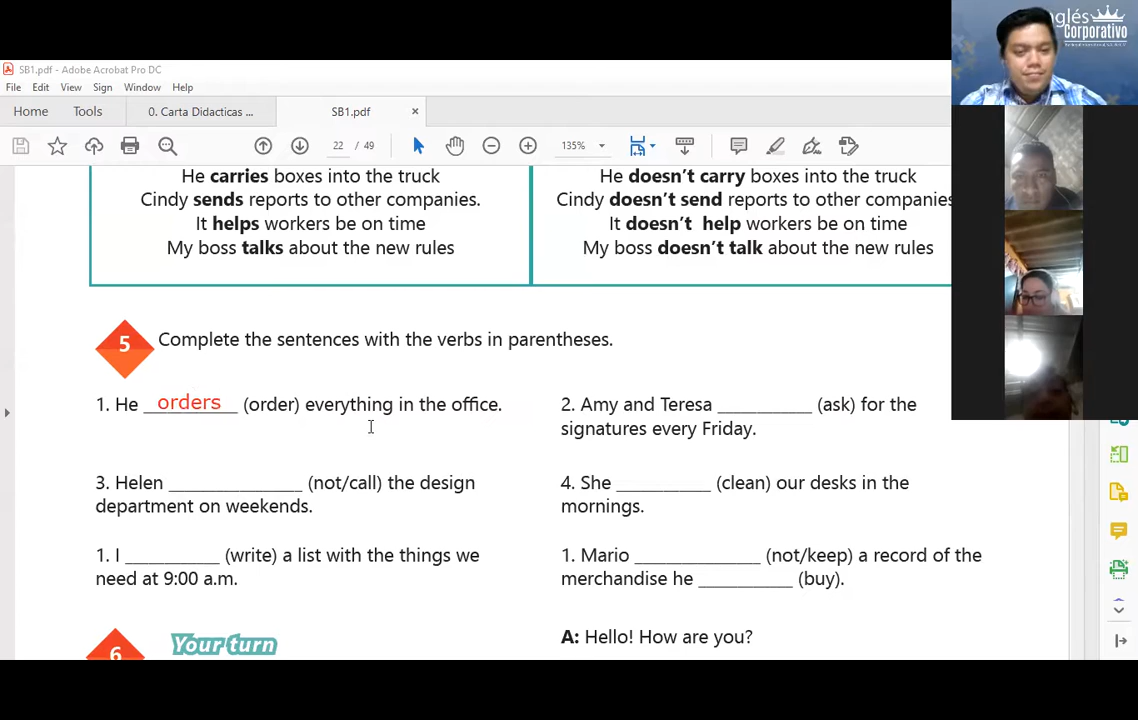 Inglés
Corporativo
SB1.pdf - Adobe Acrobat Pro DC
File Edit View Sign Window Help
Home Tools 0. Carta Didacticas ... SB1.pdf ×
22 / 49 135%
He carries boxes into the truck
Cindy sends reports to other companies.
It helps workers be on time
My boss talks about the new rules
He doesn't carry boxes into the truck
Cindy doesn't send reports to other companies
It doesn't help workers be on time
My boss doesn't talk about the new rules
5 Complete the sentences with the verbs in parentheses.
1. He orders (order) everything in the office.
2. Amy and Teresa __________ (ask) for the
signatures every Friday.
3. Helen ______________ (not/call) the design
department on weekends.
4. She __________ (clean) our desks in the
mornings.
1. I __________ (write) a list with the things we
need at 9:00 a.m.
1. Mario _____________ (not/keep) a record of the
merchandise he __________ (buy).
6 Your turn
A: Hello! How are you?